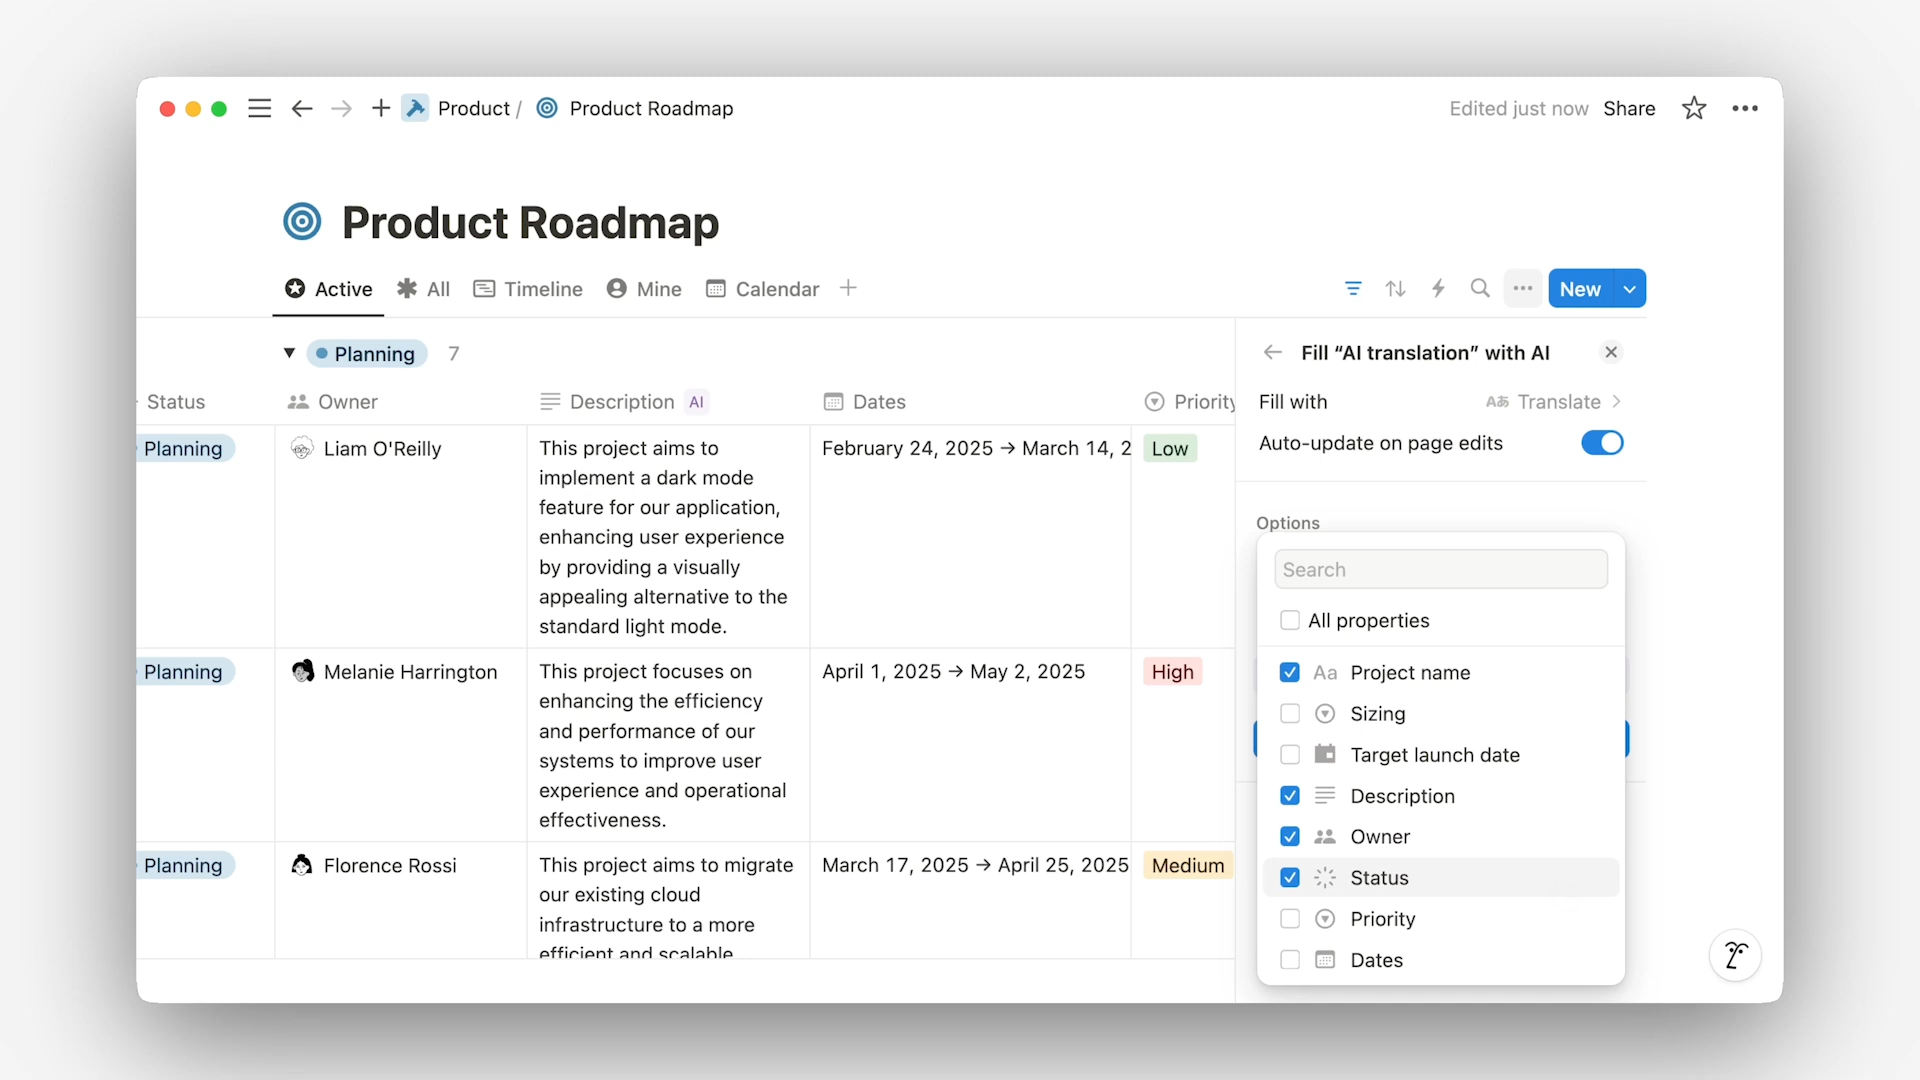 Product / Product Roadmap
Edited just now Share
Product Roadmap
Active All Timeline Mine Calendar
New
Planning 7
Status Owner Description AI Dates Priority
Planning
Liam O'Reilly
This project aims to
implement a dark mode
feature for our application,
enhancing user experience
by providing a visually
appealing alternative to the
standard light mode.
February 24, 2025 → March 14, 2
Low
Planning
Melanie Harrington
This project focuses on
enhancing the efficiency
and performance of our
systems to improve user
experience and operational
effectiveness.
April 1, 2025 → May 2, 2025
High
Planning
Florence Rossi
This project aims to migrate
our existing cloud
infrastructure to a more
efficient and scalable
March 17, 2025 → April 25, 2025
Medium
Fill “AI translation” with AI
Fill with Aあ Translate
Auto-update on page edits
Options
Search
All properties
Aa Project name
Sizing
Target launch date
Description
Owner
Status
Priority
Dates